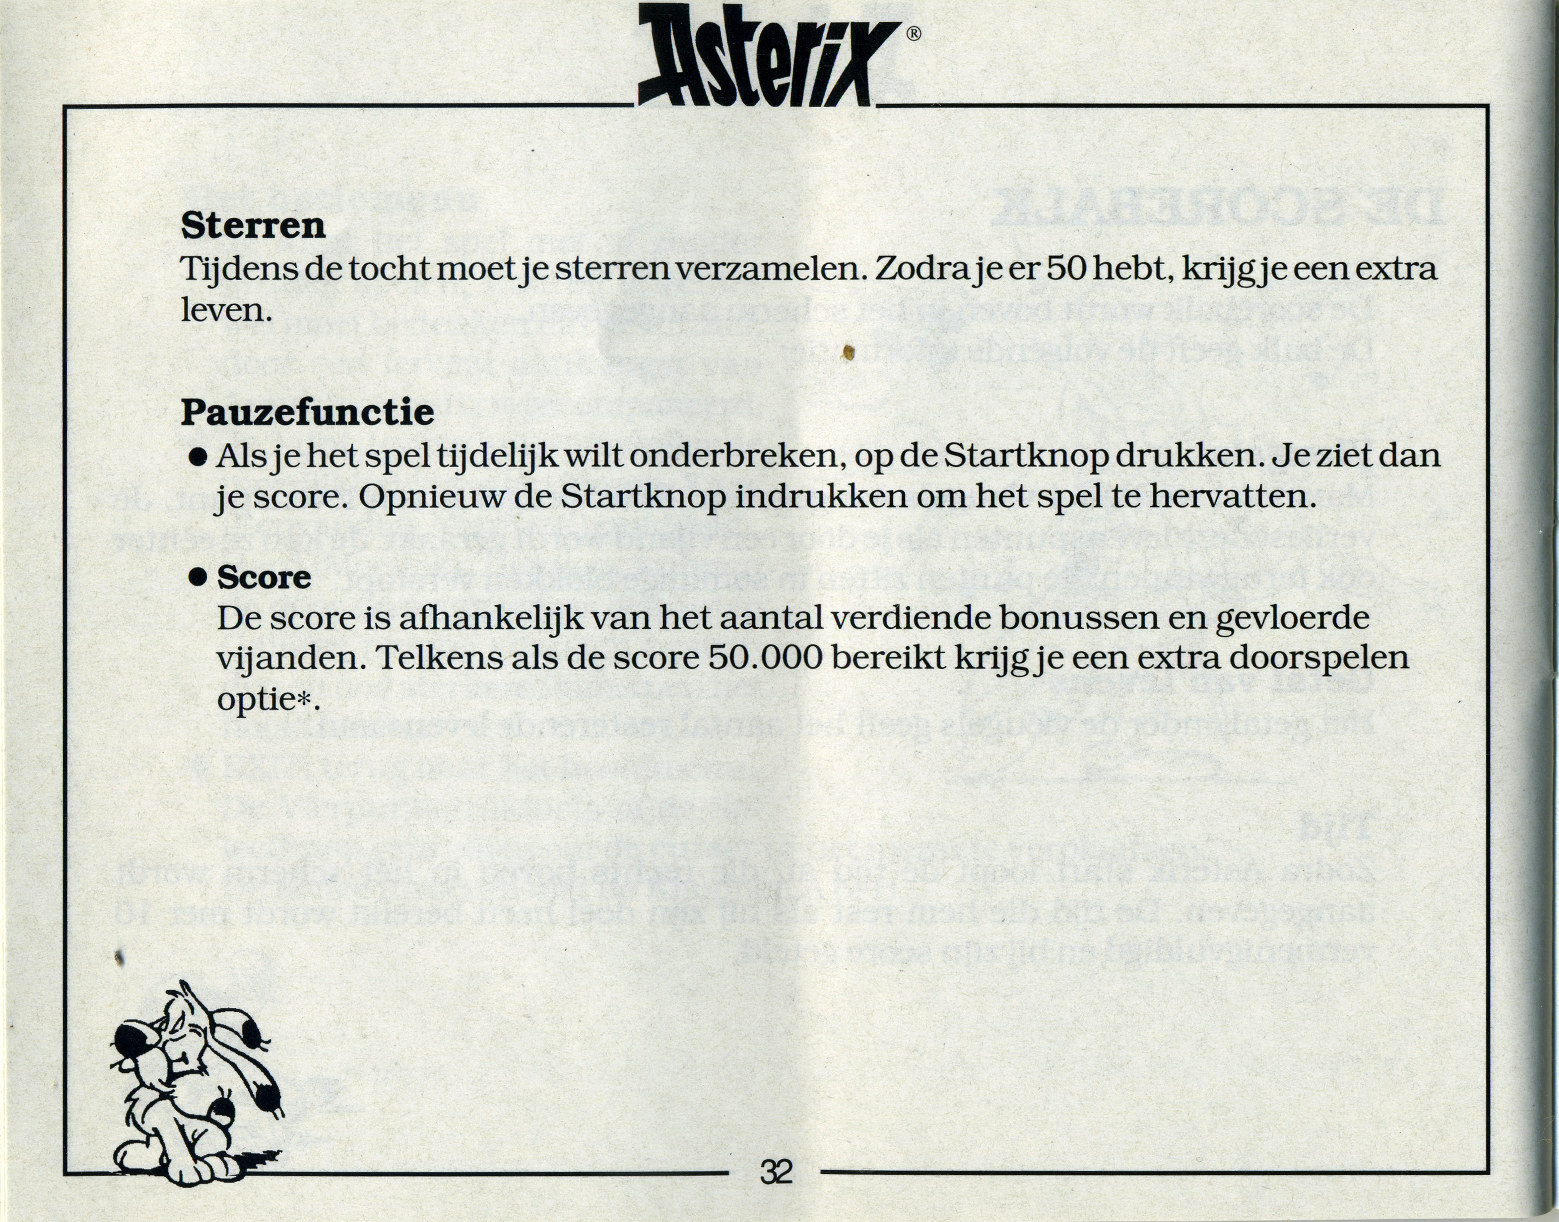 Asterix®
Sterren
Tijdens de tocht moet je sterren verzamelen. Zodra je er 50 hebt, krijg je een extra
leven.
Pauzefunctie
● Als je het spel tijdelijk wilt onderbreken, op de Startknop drukken. Je ziet dan
je score. Opnieuw de Startknop indrukken om het spel te hervatten.
● Score
De score is afhankelijk van het aantal verdiende bonussen en gevloerde
vijanden. Telkens als de score 50.000 bereikt krijg je een extra doorspelen
optie*.
32